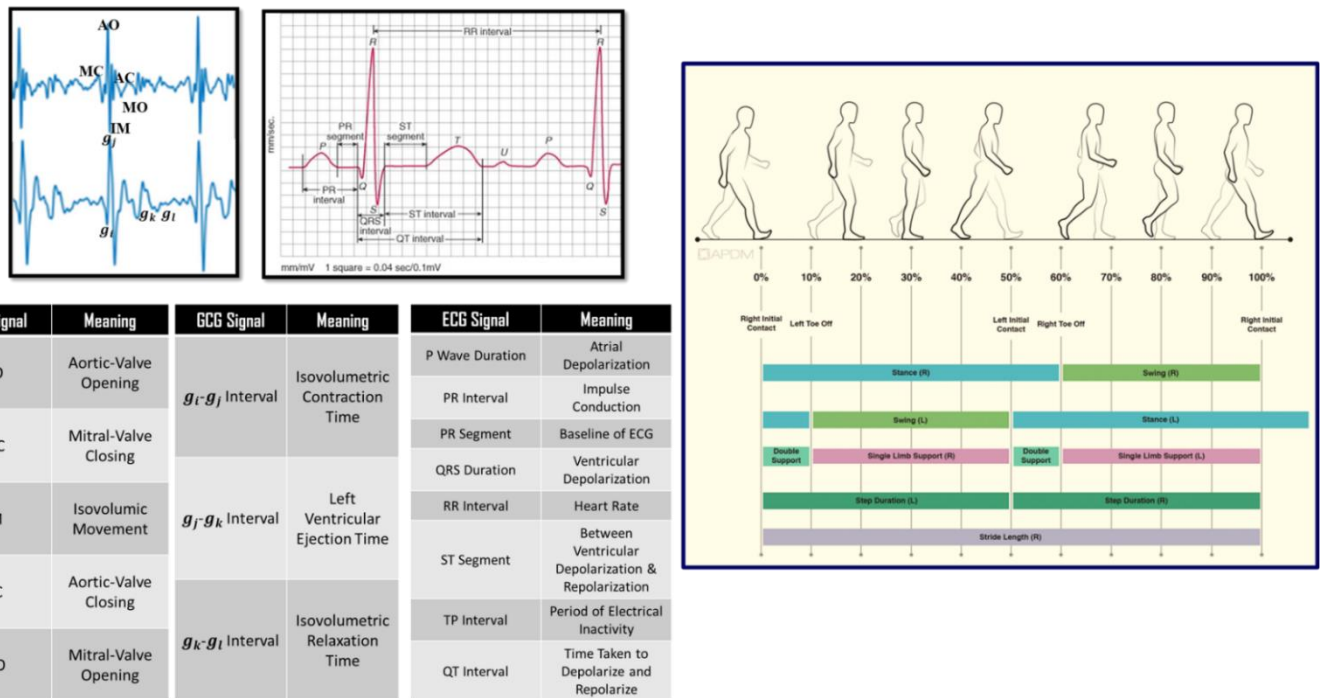 AO
MC
AC
MO
IM
gj
gk gl
gi
RR interval
R
R
mm/sec.
PR
segment
ST
segment
P
T
U
P
Q
Q
PR
interval
S
S
QRS
interval
ST interval
QT interval
mm/mV 1 square = 0.04 sec/0.1mV
Meaning
Aortic-Valve
Opening
Mitral-Valve
Closing
Isovolumic
Movement
Aortic-Valve
Closing
Mitral-Valve
Opening
GCG Signal Meaning
gi-gj Interval
Isovolumetric
Contraction
Time
gj-gk Interval
Left
Ventricular
Ejection Time
gk-gl Interval
Isovolumetric
Relaxation
Time
ECG Signal Meaning
P Wave Duration
Atrial
Depolarization
PR Interval
Impulse
Conduction
PR Segment Baseline of ECG
QRS Duration
Ventricular
Depolarization
RR Interval Heart Rate
ST Segment
Between
Ventricular
Depolarization &
Repolarization
TP Interval
Period of Electrical
Inactivity
QT Interval
Time Taken to
Depolarize and
Repolarize
APDM
0% 10% 20% 30% 40% 50% 60% 70% 80% 90% 100%
Right Initial
Contact
Left Toe Off
Left Initial
Contact
Right Toe Off
Right Initial
Contact
Stance (R) Swing (R)
Swing (L) Stance (L)
Double
Support
Single Limb Support (R)
Double
Support
Single Limb Support (L)
Step Duration (L) Step Duration (R)
Stride Length (R)